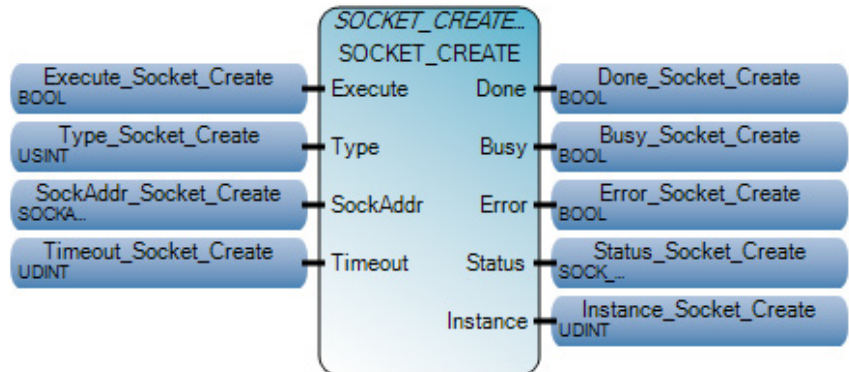 SOCKET_CREATE...
SOCKET_CREATE
Execute_Socket_Create
BOOL
Execute
Done
Done_Socket_Create
BOOL
Type_Socket_Create
USINT
Type
Busy
Busy_Socket_Create
BOOL
SockAddr_Socket_Create
SOCKA...
SockAddr
Error
Error_Socket_Create
BOOL
Timeout_Socket_Create
UDINT
Timeout
Status
Status_Socket_Create
SOCK_...
Instance
Instance_Socket_Create
UDINT